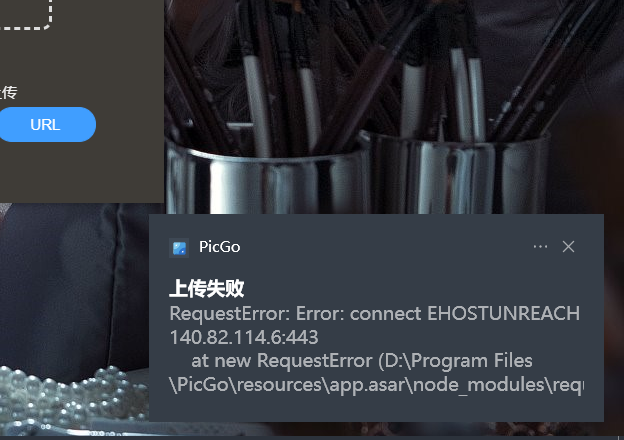 传
URL
PicGo
上传失败
RequestError: Error: connect EHOSTUNREACH
140.82.114.6:443
at new RequestError (D:\Program Files
\PicGo\resources\app.asar\node_modules\requ